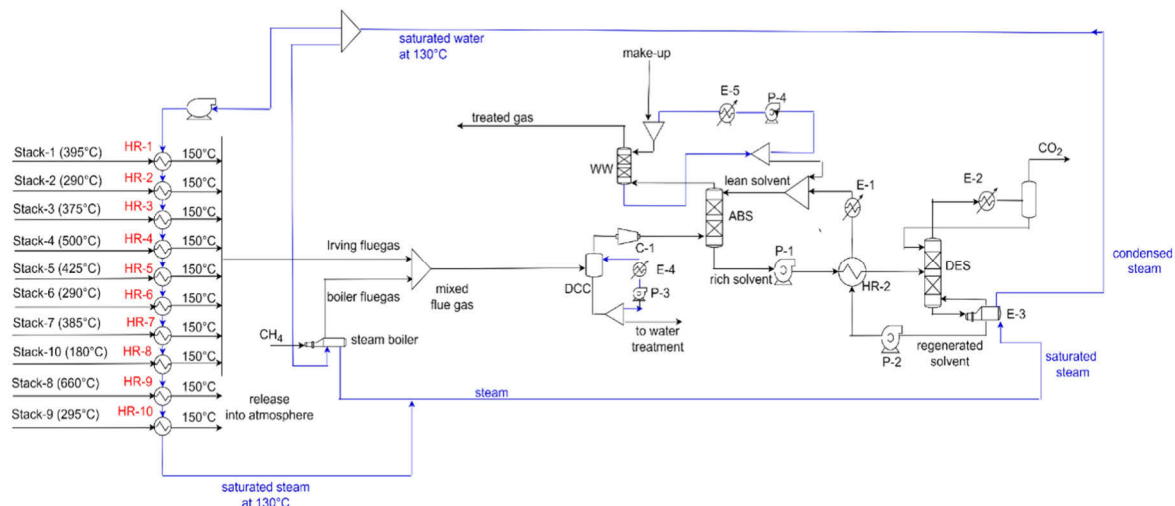 saturated water
at 130°C
make-up
E-5
P-4
treated gas
WW
lean solvent
E-1
E-2
CO2
ABS
C-1
Stack-1 (395°C)
HR-1
150°C
Stack-2 (290°C)
HR-2
150°C
Stack-3 (375°C)
HR-3
150°C
Stack-4 (500°C)
HR-4
150°C
Stack-5 (425°C)
HR-5
150°C
Stack-6 (290°C)
HR-6
150°C
Stack-7 (385°C)
HR-7
150°C
Stack-10 (180°C)
HR-8
150°C
Stack-8 (660°C)
HR-9
150°C
Stack-9 (295°C)
HR-10
150°C
Irving fluegas
boiler fluegas
mixed
flue gas
DCC
E-4
P-3
to water
treatment
P-1
rich solvent
HR-2
DES
E-3
P-2
regenerated
solvent
condensed
steam
saturated
steam
CH4
steam boiler
release
into atmosphere
steam
saturated steam
at 130°C